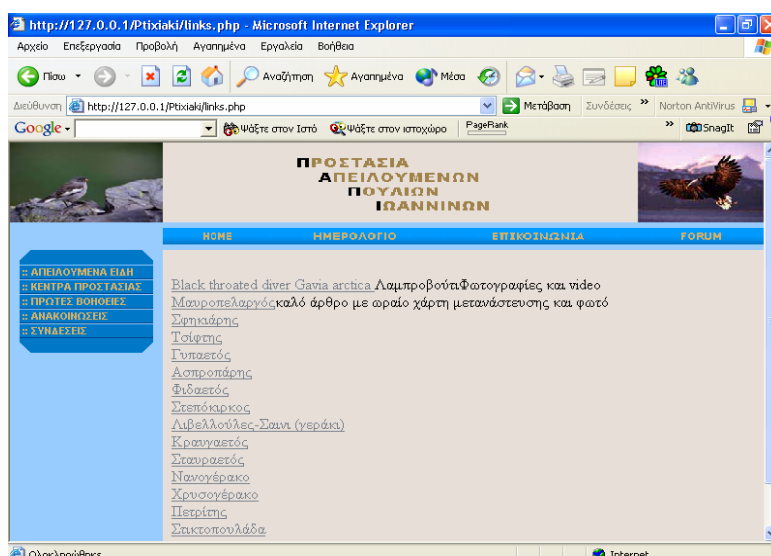 http://127.0.0.1/Ptixiaki/links.php - Microsoft Internet Explorer
Αρχείο Επεξεργασία Προβολή Αγαπημένα Εργαλεία Βοήθεια
Πίσω Αναζήτηση Αγαπημένα Μέσα
Διεύθυνση http://127.0.0.1/Ptixiaki/links.php Μετάβαση Συνδέσεις » Norton AntiVirus
Google Ψάξτε στον Ιστό Ψάξτε στον ιστοχώρο PageRank » SnagIt
ΠΡΟΣΤΑΣΙΑ
ΑΠΕΙΛΟΥΜΕΝΩΝ
ΠΟΥΛΙΩΝ
ΙΩΑΝΝΙΝΩΝ
HOME ΗΜΕΡΟΛΟΓΙΟ ΕΠΙΚΟΙΝΩΝΙΑ FORUM
:: ΑΠΕΙΛΟΥΜΕΝΑ ΕΙΔΗ
:: ΚΕΝΤΡΑ ΠΡΟΣΤΑΣΙΑΣ
:: ΠΡΩΤΕΣ ΒΟΗΘΕΙΕΣ
:: ΑΝΑΚΟΙΝΩΣΕΙΣ
:: ΣΥΝΔΕΣΕΙΣ
Black throated diver Gavia arctica ΛαμπροβούτιΦωτογραφίες και video
Μαυροπελαργόςκαλό άρθρο με ωραίο χάρτη μετανάστευσης και φωτό
Σφηκιάρης
Τσίφτης
Γυπαετός
Ασπροπάρης
Φιδαετός
Στεπόκιρκος
Λιβελλούλες-Σαινι (γεράκι)
Κραυγαετός
Σταυραετός
Νανογέρακο
Χρυσογέρακο
Πετρίτης
Στικτοπουλάδα
Ολοκληρώθηκε Internet